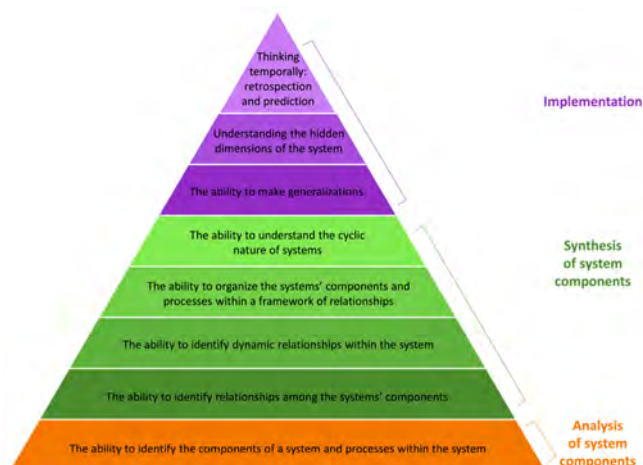 Thinking
temporally:
retrospection
and prediction
Implementation
Understanding the hidden
dimensions of the system
The ability to make generalizations
The ability to understand the cyclic
nature of systems
Synthesis
of system
components
The ability to organize the systems' components and
processes within a framework of relationships
The ability to identify dynamic relationships within the system
The ability to identify relationships among the systems' components
The ability to identify the components of a system and processes within the system
Analysis
of system
components